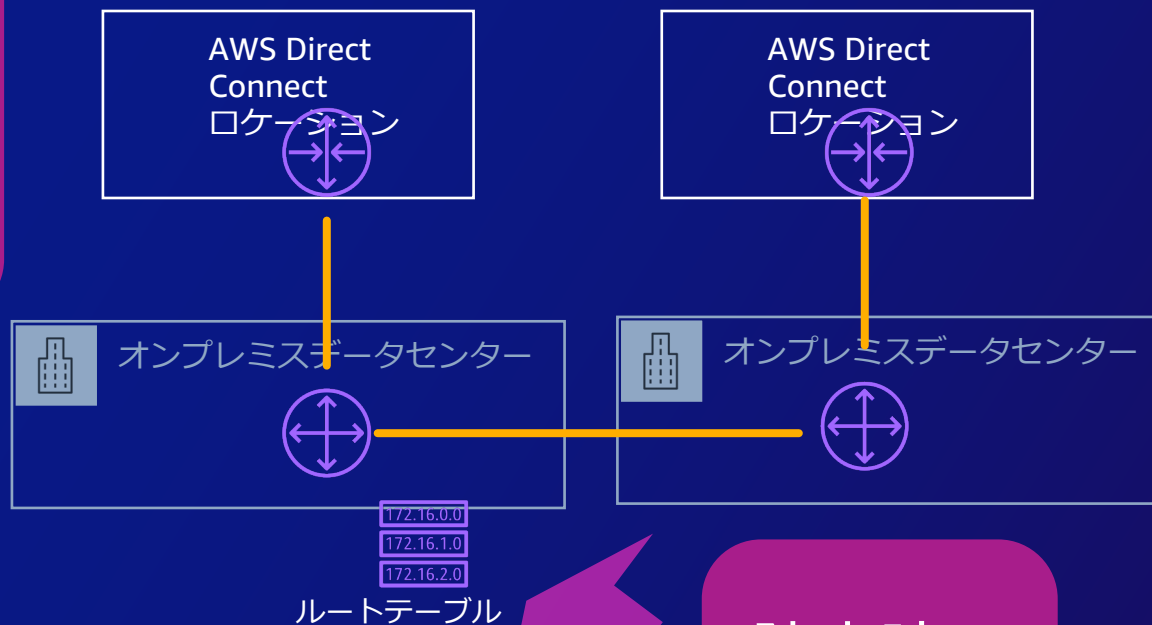 AWS Direct
Connect
ロケーション
AWS Direct
Connect
ロケーション
オンプレミスデータセンター
オンプレミスデータセンター
172.16.0.0
172.16.1.0
172.16.2.0
ルートテーブル